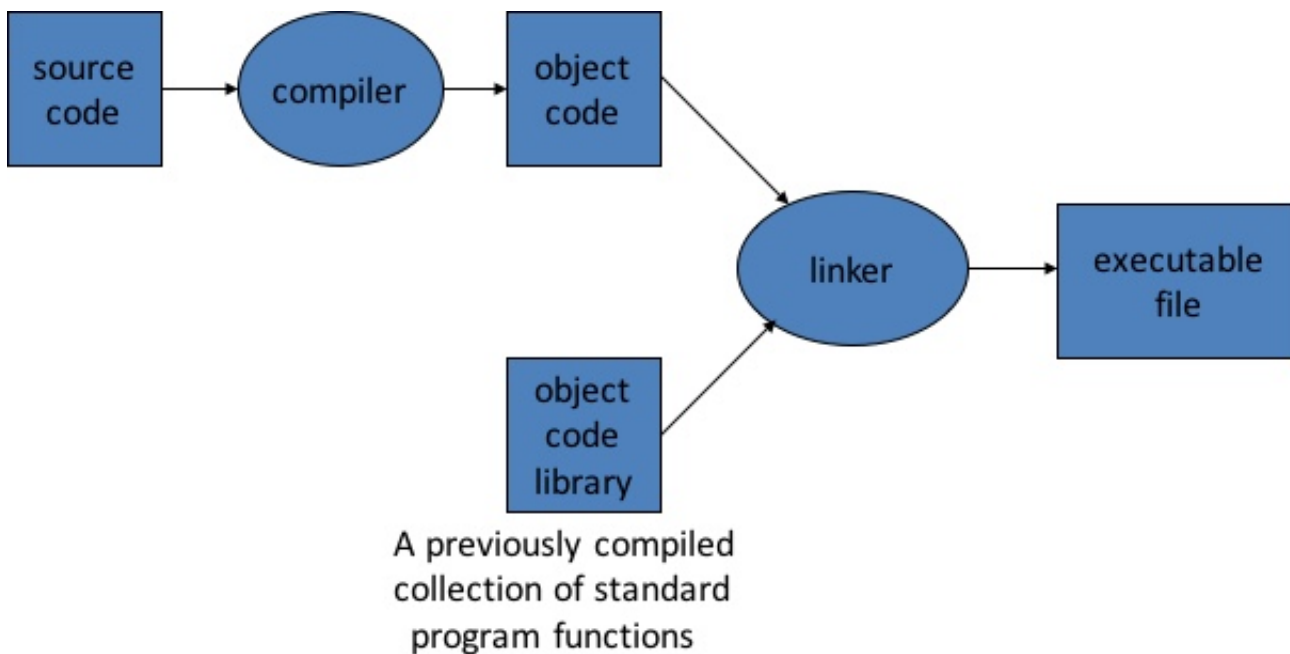 source
code
compiler
object
code
linker
executable
file
object
code
library
A previously compiled
collection of standard
program functions